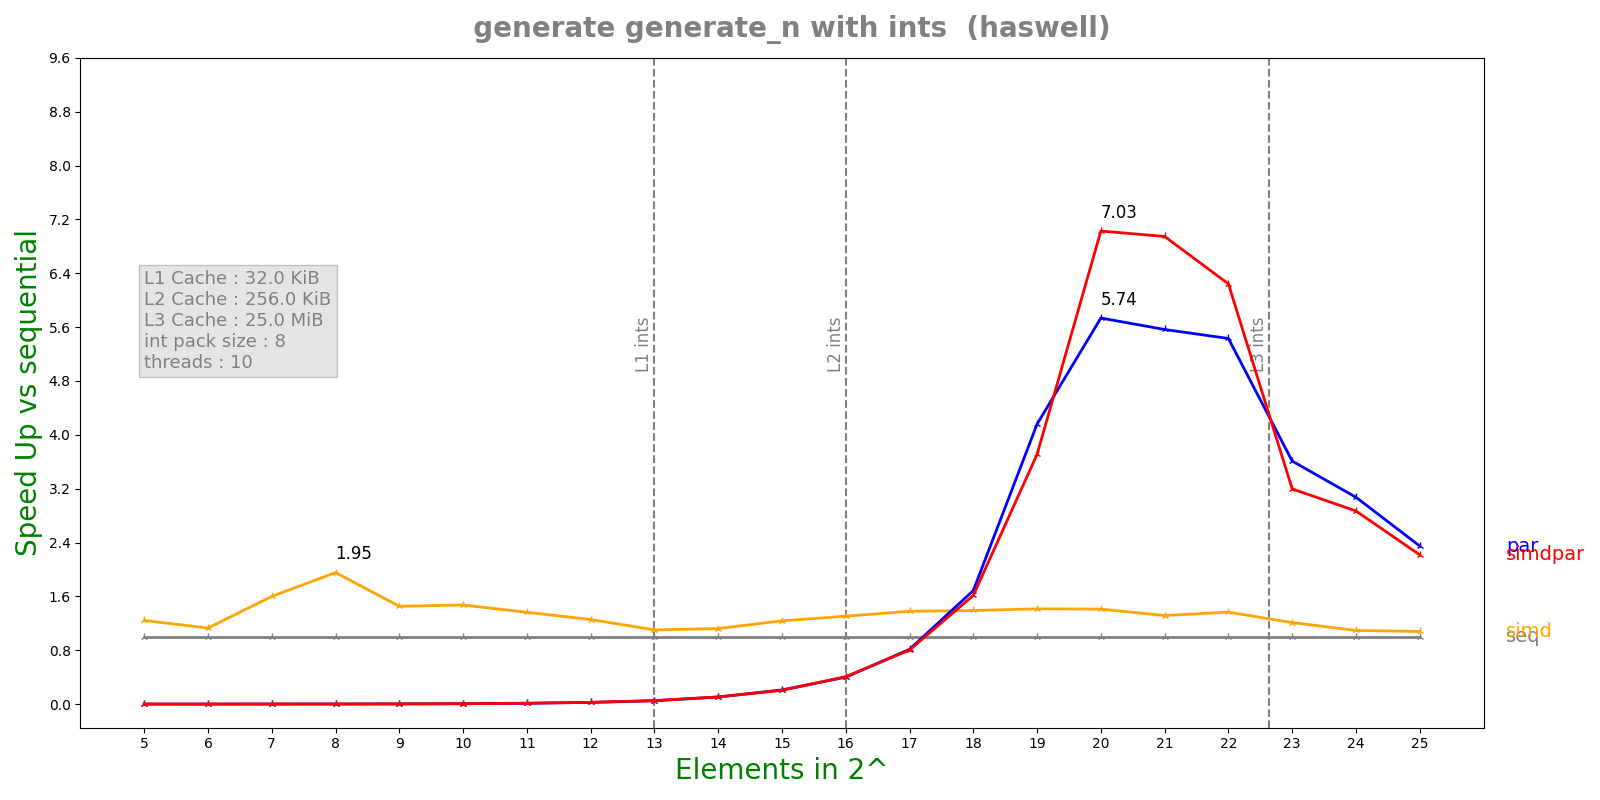 generate generate_n with ints  (haswell)
Speed Up vs sequential
9.6
8.8
8.0
7.2
6.4
5.6
4.8
4.0
3.2
2.4
1.6
0.8
0.0
L1 Cache : 32.0 KiB
L2 Cache : 256.0 KiB
L3 Cache : 25.0 MiB
int pack size : 8
threads : 10
L1 ints
L2 ints
L3 ints
1.95
7.03
5.74
par
simdpar
simd
seq
5 6 7 8 9 10 11 12 13 14 15 16 17 18 19 20 21 22 23 24 25
Elements in 2^